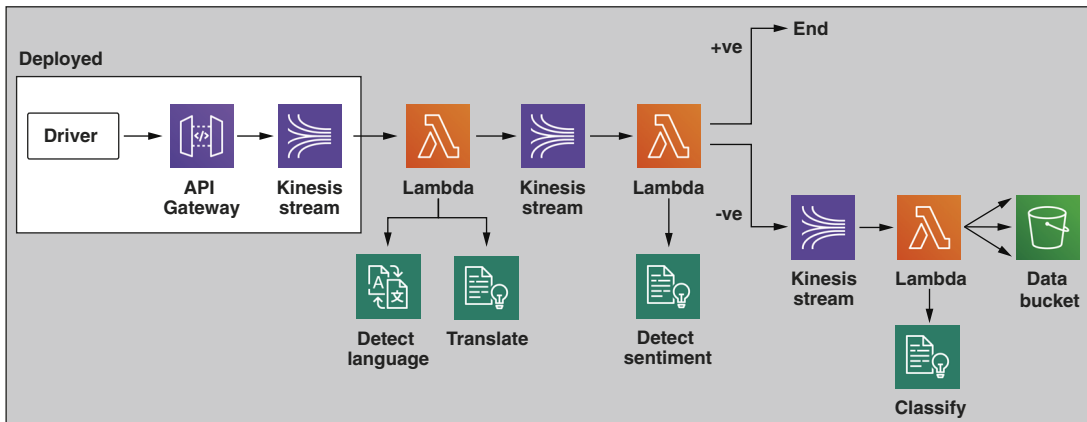 Deployed
Driver
API
Gateway
Kinesis
stream
Lambda
Kinesis
stream
Lambda
+ve
End
-ve
Detect
language
Translate
Detect
sentiment
Kinesis
stream
Lambda
Data
bucket
Classify